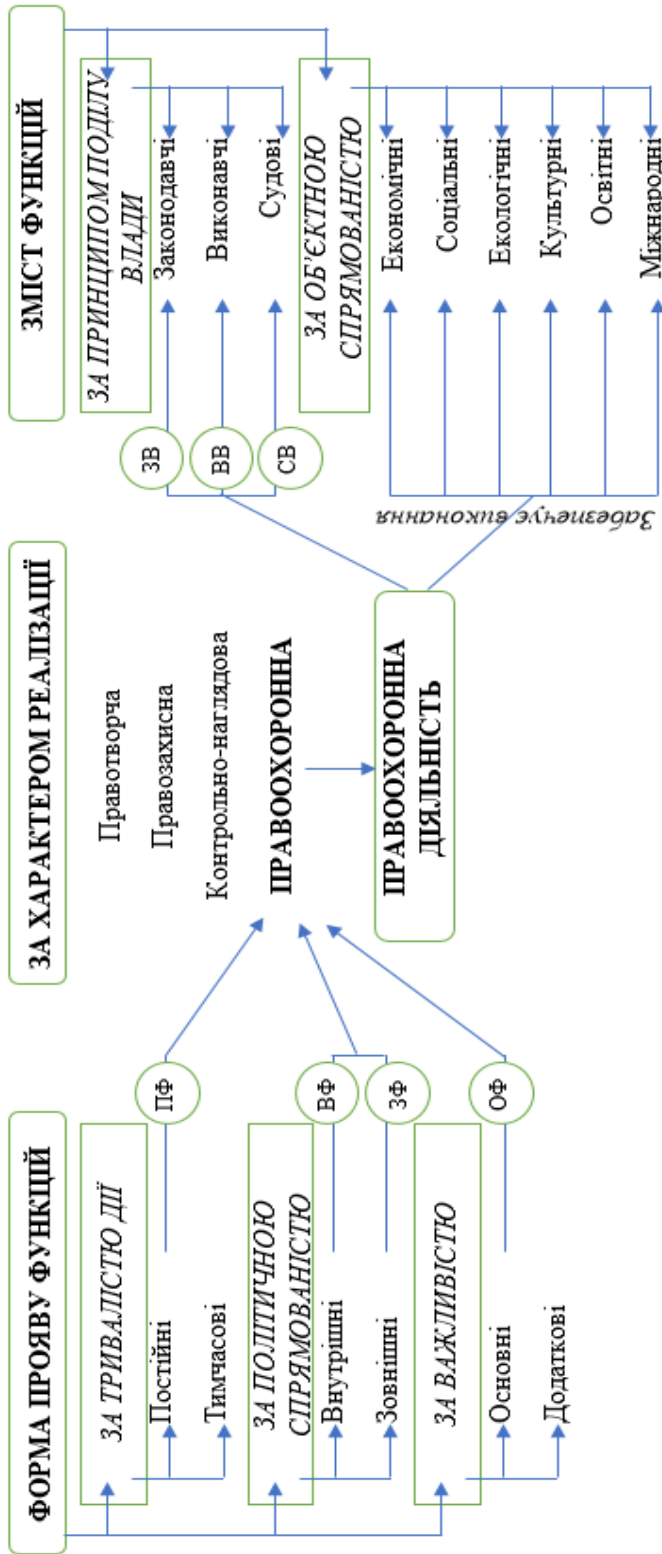 ФОРМА ПРОЯВУ ФУНКЦІЙ
ЗА ТРИВАЛІСТЮ ДІЇ
Постійні
ПФ
Тимчасові
ЗА ПОЛІТИЧНОЮ
СПРЯМОВАНІСТЮ
Внутрішні
ВФ
Зовнішні
ЗФ
ЗА ВАЖЛИВІСТЮ
Основні
ОФ
Додаткові
ЗА ХАРАКТЕРОМ РЕАЛІЗАЦІЇ
Правотворча
Правозахисна
Контрольно-наглядова
ПРАВООХОРОННА
ПРАВООХОРОННА
ДІЯЛЬНІСТЬ
ЗМІСТ ФУНКЦІЙ
ЗА ПРИНЦИПОМ ПОДІЛУ
ВЛАДИ
ЗВ
Законодавчі
ВВ
Виконавчі
СВ
Судові
ЗА ОБ'ЄКТНОЮ
СПРЯМОВАНІСТЮ
Забезпечує виконання
Економічні
Соціальні
Екологічні
Культурні
Освітні
Міжнародні